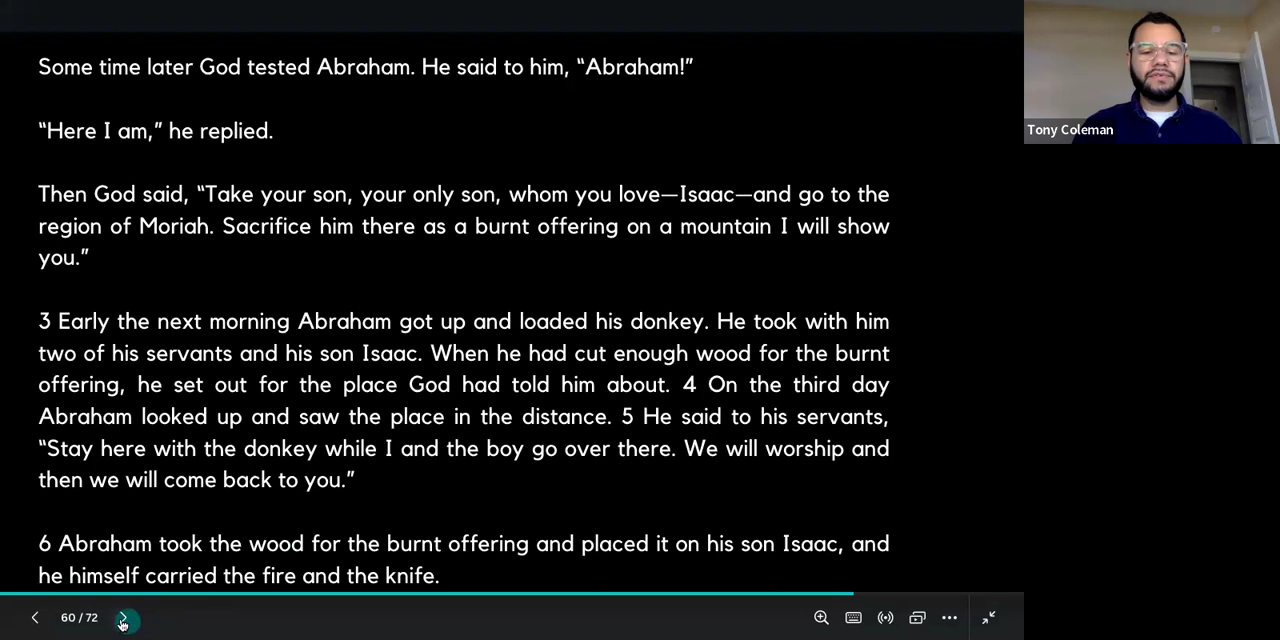 Some time later God tested Abraham. He said to him, “Abraham!”
“Here I am,” he replied.
Then God said, “Take your son, your only son, whom you love—Isaac—and go to the
region of Moriah. Sacrifice him there as a burnt offering on a mountain I will show
you.”
3 Early the next morning Abraham got up and loaded his donkey. He took with him
two of his servants and his son Isaac. When he had cut enough wood for the burnt
offering, he set out for the place God had told him about. 4 On the third day
Abraham looked up and saw the place in the distance. 5 He said to his servants,
“Stay here with the donkey while I and the boy go over there. We will worship and
then we will come back to you.”
6 Abraham took the wood for the burnt offering and placed it on his son Isaac, and
he himself carried the fire and the knife.
60 / 72
Tony Coleman